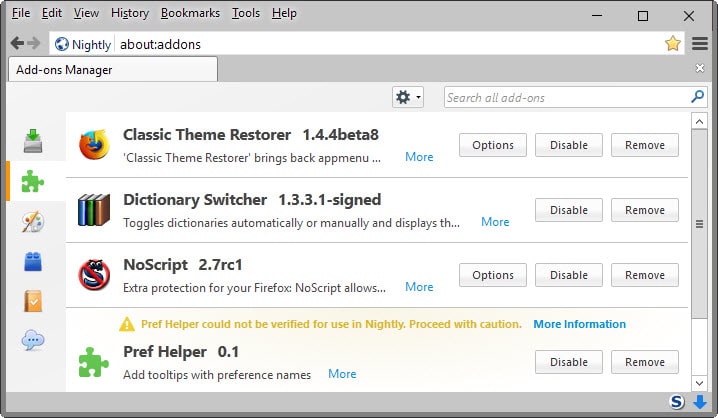 File Edit View History Bookmarks Tools Help
Nightly about:addons
Add-ons Manager
Search all add-ons
Classic Theme Restorer 1.4.4beta8
'Classic Theme Restorer' brings back appmenu ... More
Options Disable Remove
Dictionary Switcher 1.3.3.1-signed
Toggles dictionaries automatically or manually and displays th... More
Disable Remove
NoScript 2.7rc1
Extra protection for your Firefox: NoScript allows... More
Options Disable Remove
Pref Helper could not be verified for use in Nightly. Proceed with caution. More Information
Pref Helper 0.1
Add tooltips with preference names More
Disable Remove
S